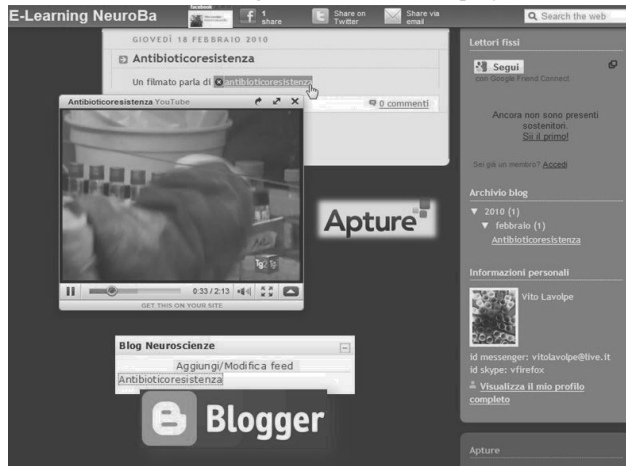 E-Learning NeuroBa
facebook
1
share
Share on
Twitter
Share via
email
Search the web
GIOVEDÌ 18 FEBBRAIO 2010
Antibioticoresistenza
Un filmato parla di antibioticoresistenza
0 commenti
Antibioticoresistenza YouTube
Tg2
0:33 / 2:13
GET THIS ON YOUR SITE
Apture
Blog Neuroscienze
Aggiungi/Modifica feed
Antibioticoresistenza
Blogger
Lettori fissi
Segui
con Google Friend Connect
Ancora non sono presenti
sostenitori.
Sii il primo!
Sei già un membro? Accedi
Archivio blog
▼ 2010 (1)
▼ febbraio (1)
Antibioticoresistenza
Informazioni personali
Vito Lavolpe
id messenger: vitolavolpe@live.it
id skype: vfirefox
Visualizza il mio profilo
completo
Apture